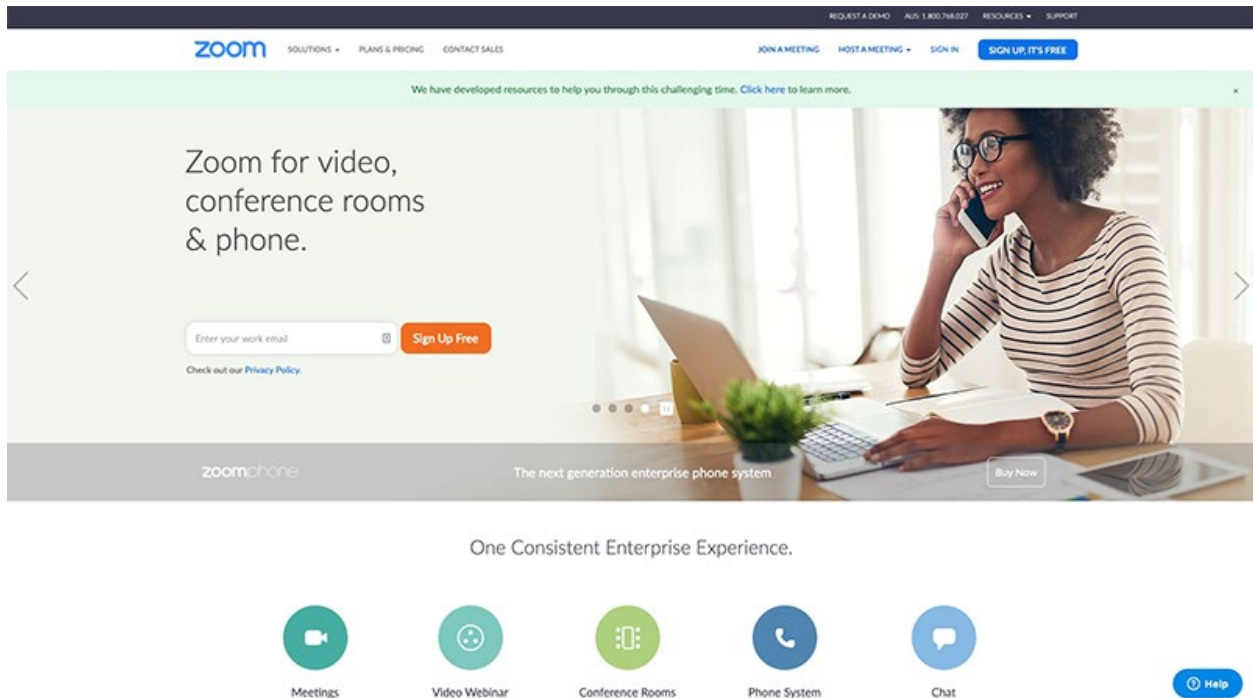 REQUEST A DEMO AUS: 1.800.768.027 RESOURCES SUPPORT
zoom SOLUTIONS PLANS & PRICING CONTACT SALES JOIN A MEETING HOST A MEETING SIGN IN SIGN UP, IT'S FREE
We have developed resources to help you through this challenging time. Click here to learn more. ×
Zoom for video,
conference rooms
& phone.
Enter your work email Sign Up Free
Check out our Privacy Policy.
zoomphone The next generation enterprise phone system Buy Now
One Consistent Enterprise Experience.
Meetings Video Webinar Conference Rooms Phone System Chat
Help